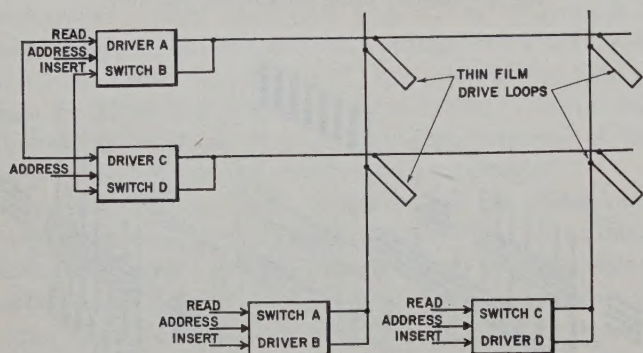 READ
ADDRESS
INSERT
DRIVER A
SWITCH B
THIN FILM
DRIVE LOOPS
ADDRESS
DRIVER C
SWITCH D
READ
ADDRESS
INSERT
SWITCH A
DRIVER B
READ
ADDRESS
INSERT
SWITCH C
DRIVER D